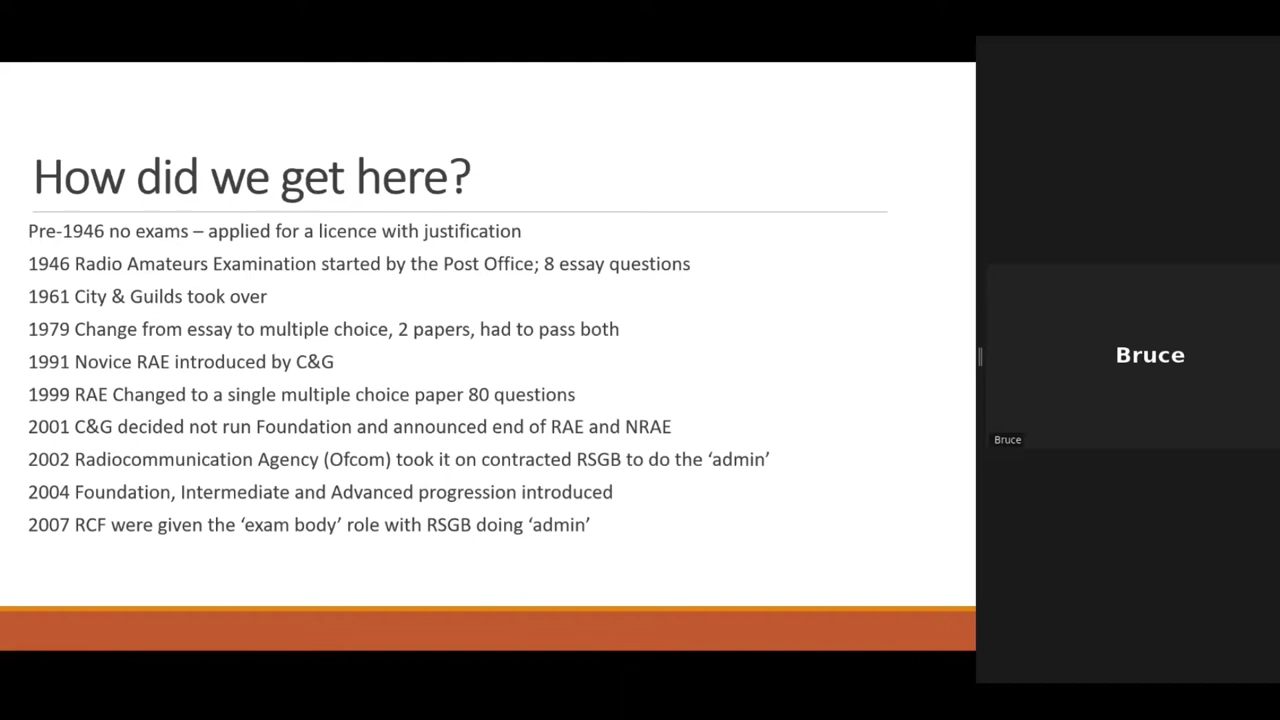 How did we get here?
Pre-1946 no exams – applied for a licence with justification
1946 Radio Amateurs Examination started by the Post Office; 8 essay questions
1961 City & Guilds took over
1979 Change from essay to multiple choice, 2 papers, had to pass both
1991 Novice RAE introduced by C&G
1999 RAE Changed to a single multiple choice paper 80 questions
2001 C&G decided not run Foundation and announced end of RAE and NRAE
2002 Radiocommunication Agency (Ofcom) took it on contracted RSGB to do the ‘admin’
2004 Foundation, Intermediate and Advanced progression introduced
2007 RCF were given the ‘exam body’ role with RSGB doing ‘admin’
Bruce
Bruce